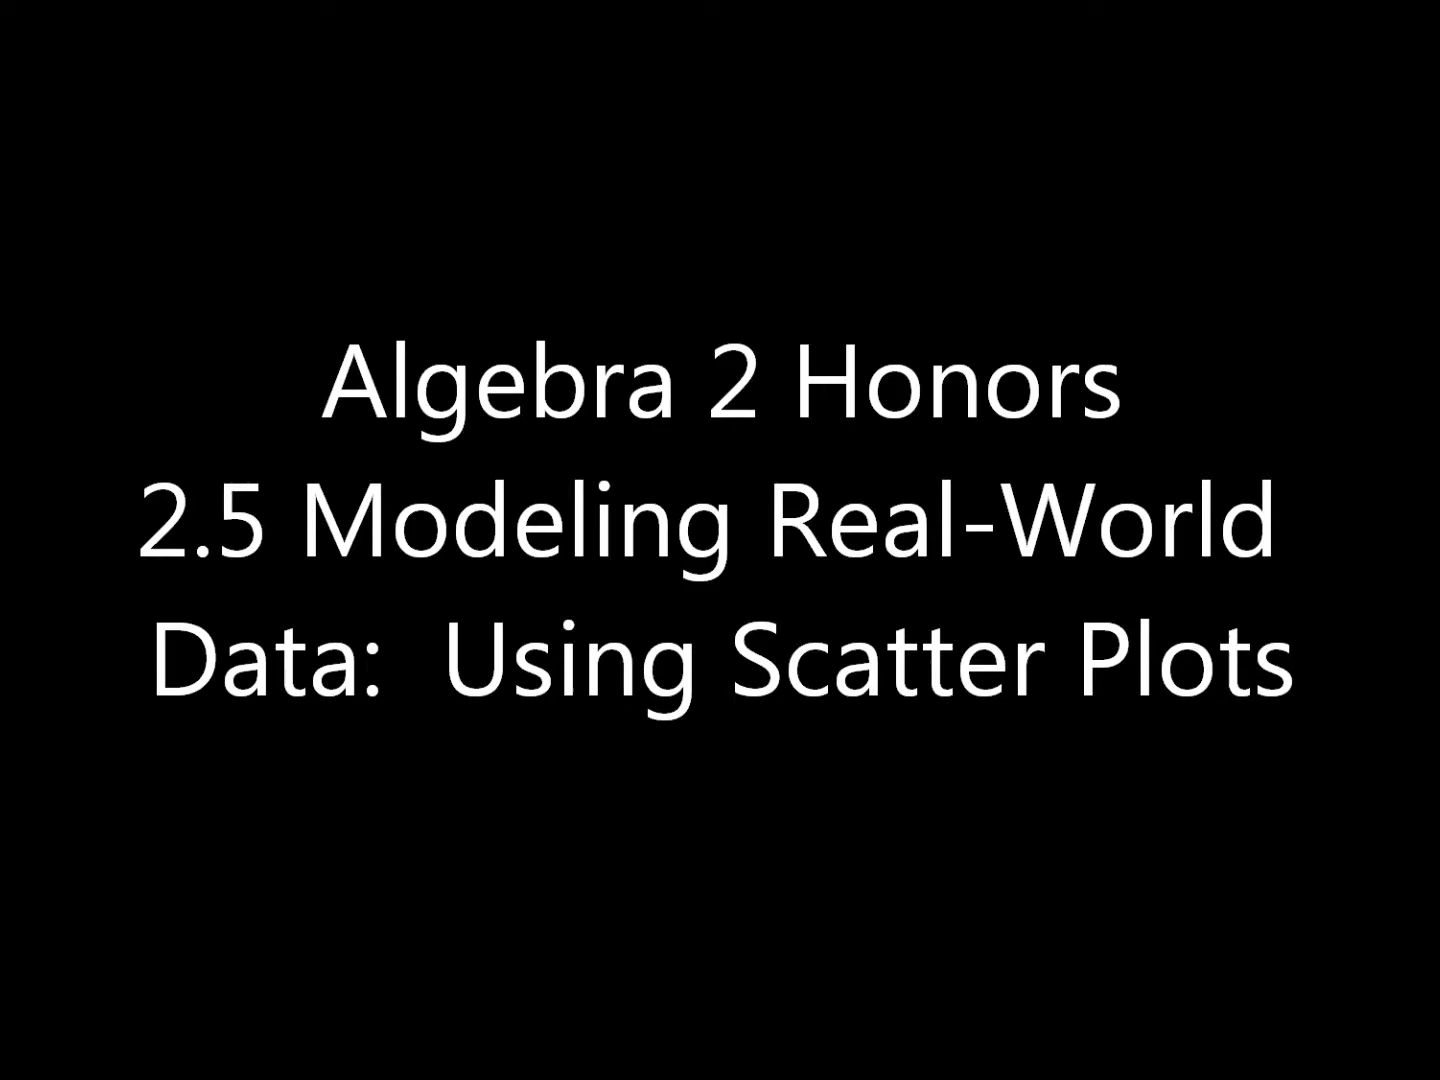 Algebra 2 Honors
2.5 Modeling Real-World
Data:  Using Scatter Plots